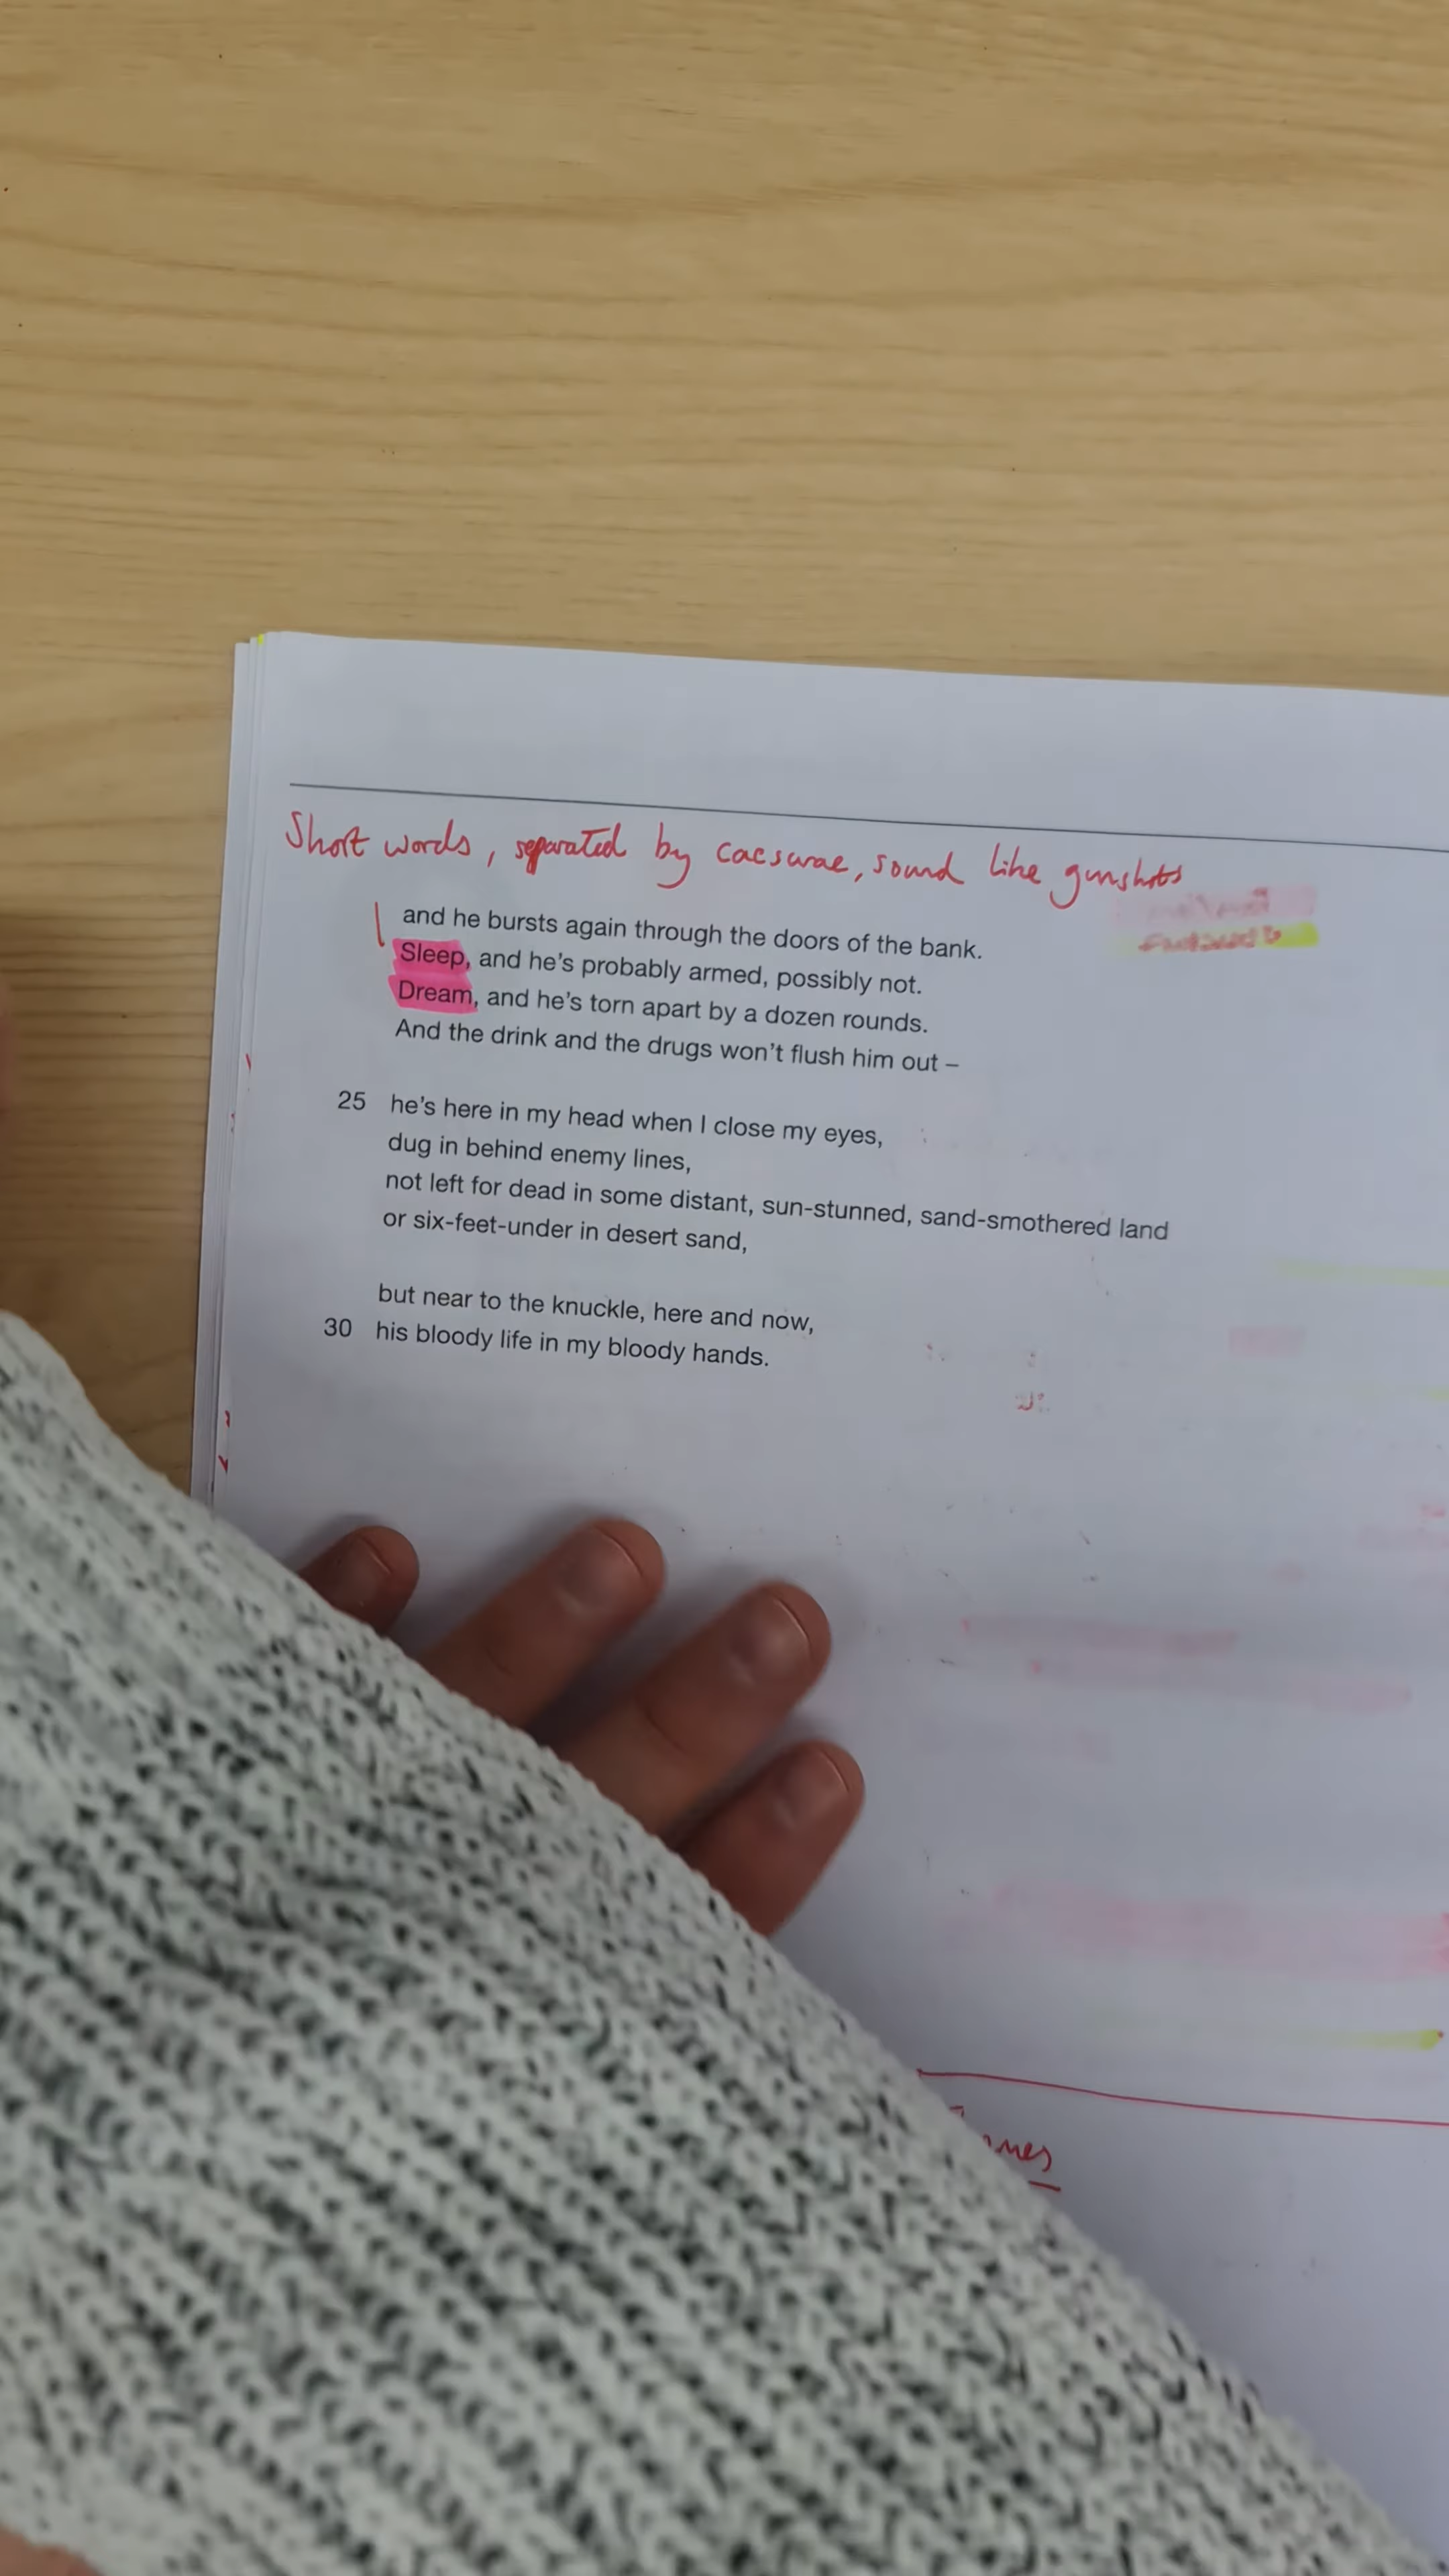 Short words, separated by caesurae, sound like gunshots
and he bursts again through the doors of the bank.
Sleep, and he's probably armed, possibly not.
Dream, and he's torn apart by a dozen rounds.
And the drink and the drugs won't flush him out –
25 he's here in my head when I close my eyes,
dug in behind enemy lines,
not left for dead in some distant, sun-stunned, sand-smothered land
or six-feet-under in desert sand,
but near to the knuckle, here and now,
30 his bloody life in my bloody hands.